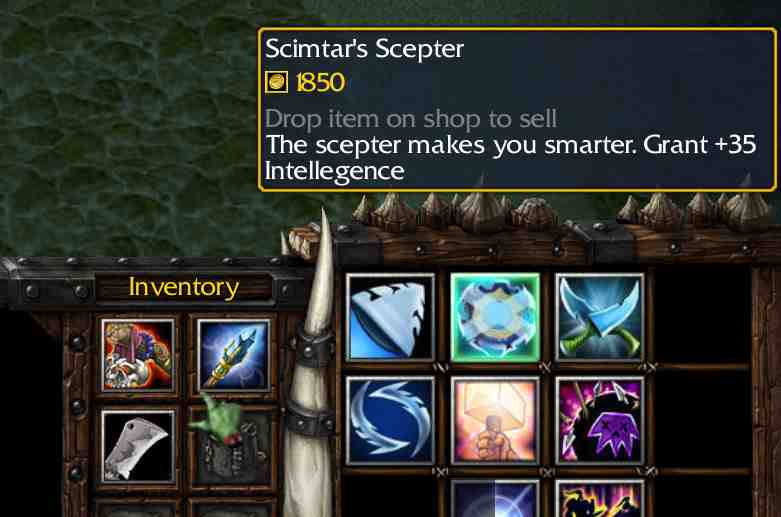 Scimtar's Scepter
1850
Drop item on shop to sell
The scepter makes you smarter. Grant +35
Intellegence
Inventory